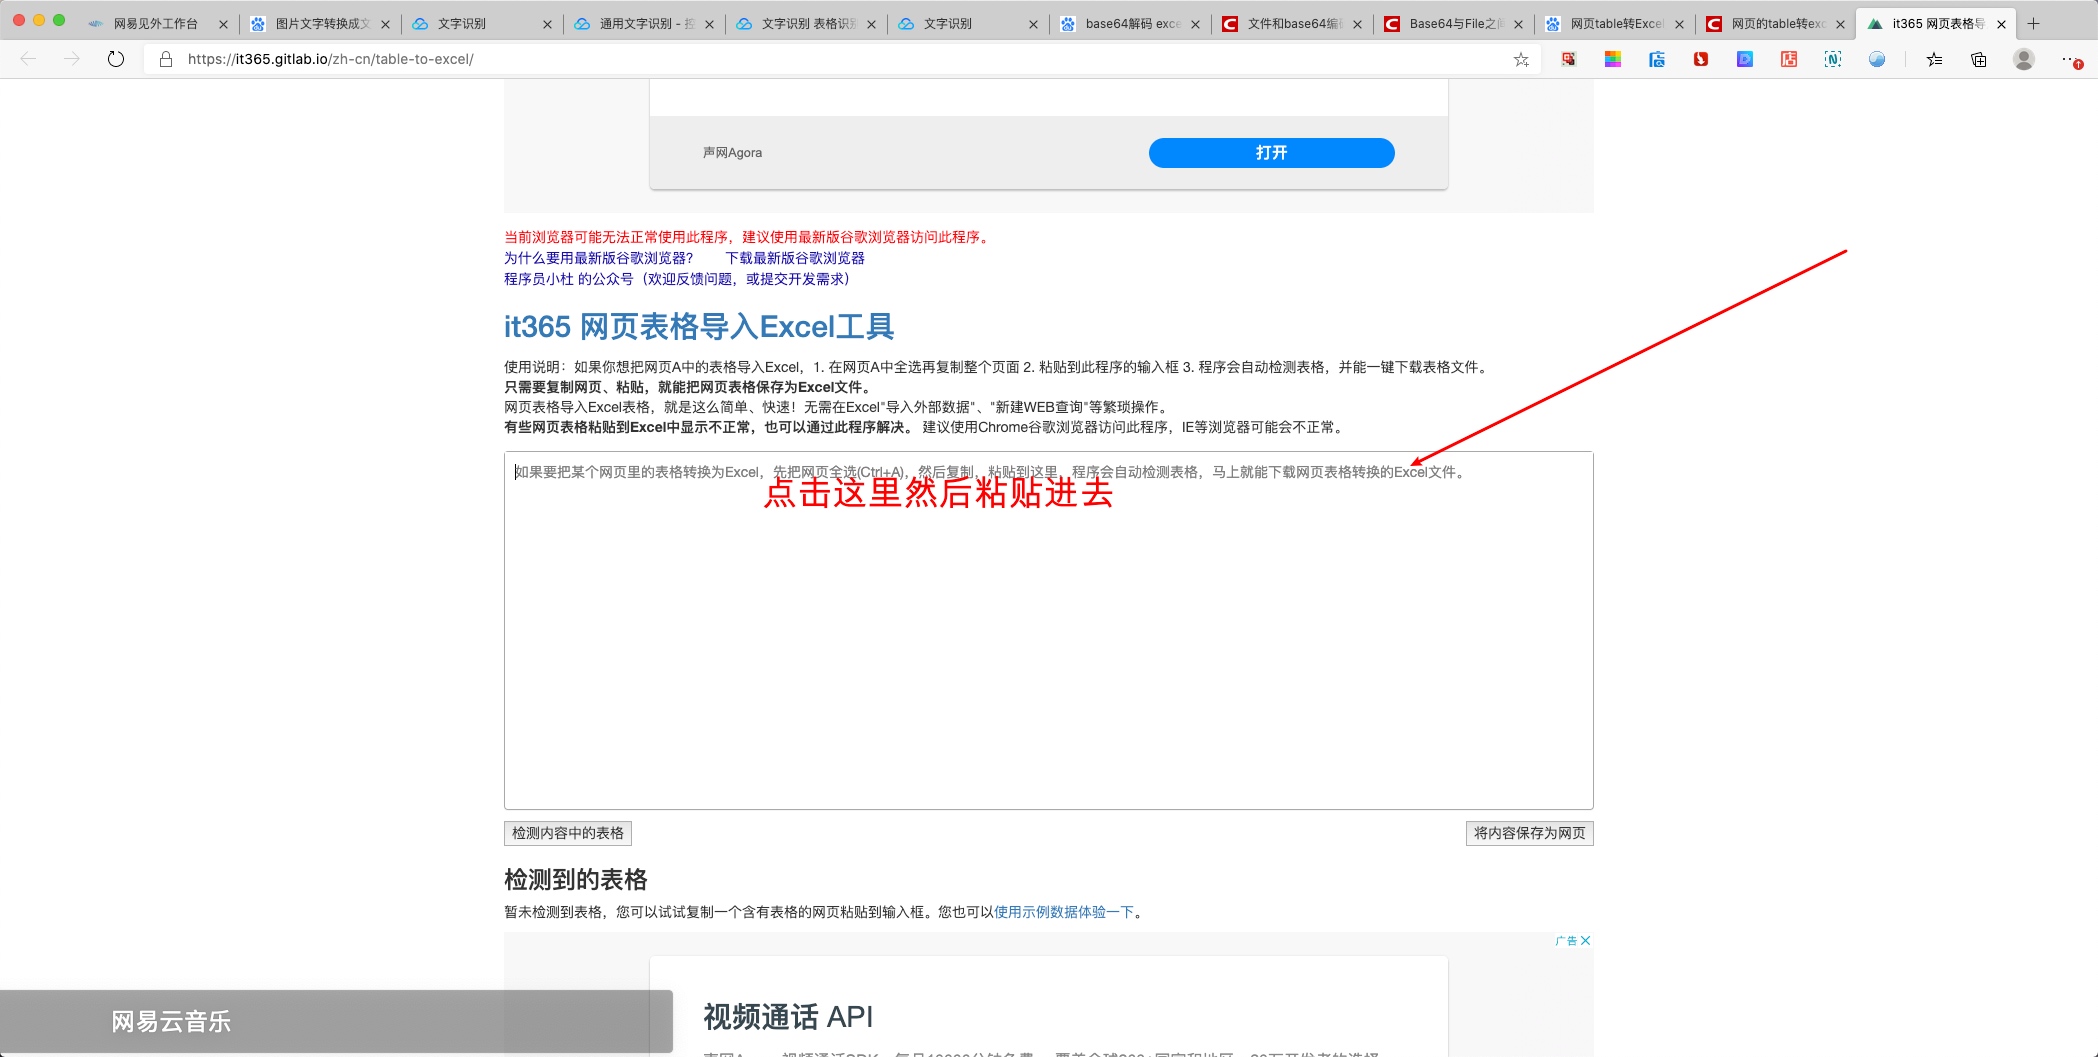 网易见外工作台
图片文字转换成文
文字识别
通用文字识别 - 控
文字识别 表格识别
文字识别
base64解码 exce
文件和base64编码
Base64与File之间
网页table转Excel
网页的table转exc
it365 网页表格导
https://it365.gitlab.io/zh-cn/table-to-excel/
声网Agora
打开
当前浏览器可能无法正常使用此程序，建议使用最新版谷歌浏览器访问此程序。
为什么要用最新版谷歌浏览器? 下载最新版谷歌浏览器
程序员小杜 的公众号（欢迎反馈问题，或提交开发需求）
it365 网页表格导入Excel工具
使用说明：如果你想把网页A中的表格导入Excel，1. 在网页A中全选再复制整个页面 2. 粘贴到此程序的输入框 3. 程序会自动检测表格，并能一键下载表格文件。
只需要复制网页、粘贴，就能把网页表格保存为Excel文件。
网页表格导入Excel表格，就是这么简单、快速！无需在Excel"导入外部数据"、"新建WEB查询"等繁琐操作。
有些网页表格粘贴到Excel中显示不正常，也可以通过此程序解决。 建议使用Chrome谷歌浏览器访问此程序，IE等浏览器可能会不正常。
如果要把某个网页里的表格转换为Excel，先把网页全选(Ctrl+A)，然后复制，粘贴到这里，程序会自动检测表格，马上就能下载网页表格转换的Excel文件。
点击这里然后粘贴进去
检测内容中的表格
将内容保存为网页
检测到的表格
暂未检测到表格，您可以试试复制一个含有表格的网页粘贴到输入框。您也可以使用示例数据体验一下。
广告
视频通话 API
网易云音乐